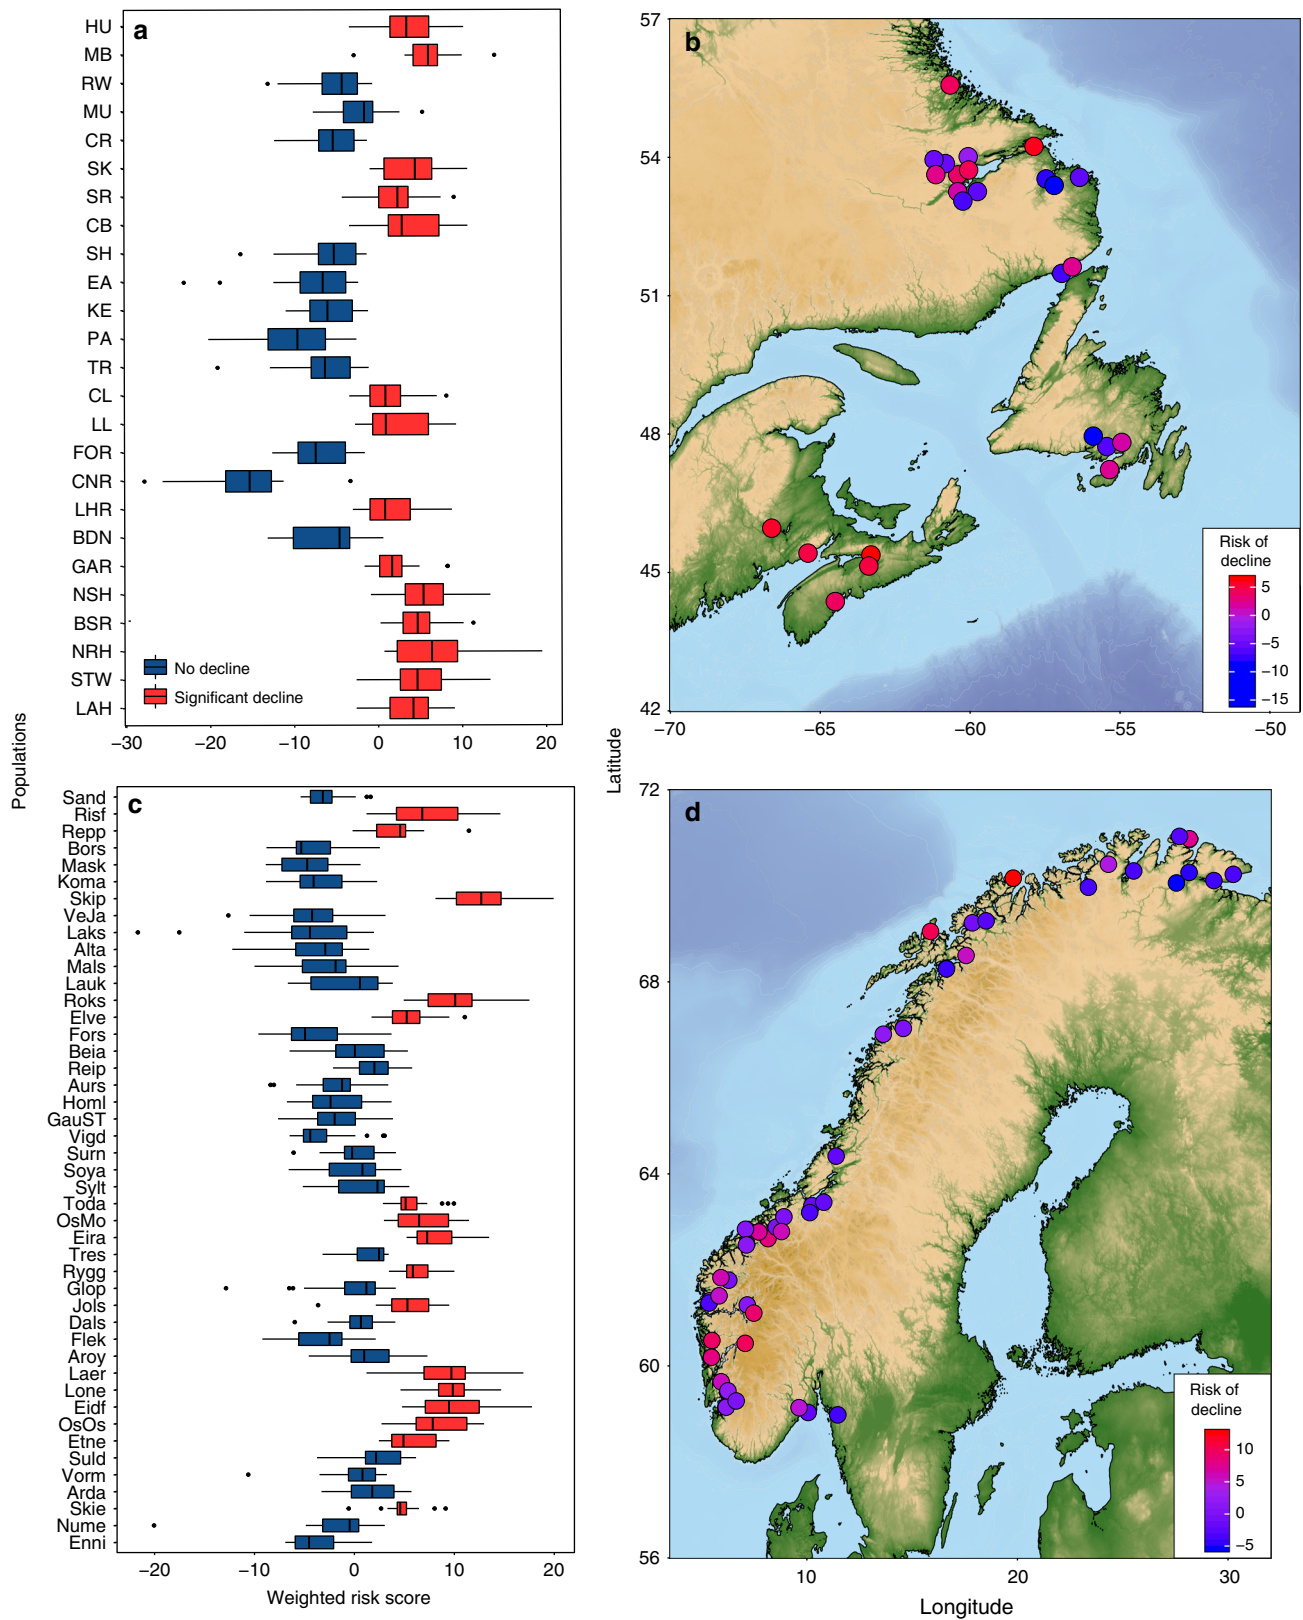 a
HU
MB
RW
MU
CR
SK
SR
CB
SH
EA
KE
PA
TR
CL
LL
FOR
CNR
LHR
BDN
GAR
NSH
BSR
NRH
STW
LAH
No decline
Significant decline
−30 −20 −10 0 10 20
b
57
54
51
48
45
42
−70 −65 −60 −55 −50
Risk of
decline
5
0
−5
−10
−15
Populations
Latitude
c
Sand
Risf
Repp
Bors
Mask
Koma
Skip
VeJa
Laks
Alta
Mals
Lauk
Roks
Elve
Fors
Beia
Reip
Aurs
Homl
GauST
Vigd
Surn
Soya
Sylt
Toda
OsMo
Eira
Tres
Rygg
Glop
Jols
Dals
Flek
Aroy
Laer
Lone
Eidf
OsOs
Etne
Suld
Vorm
Arda
Skie
Nume
Enni
−20 −10 0 10 20
Weighted risk score
d
72
68
64
60
56
10 20 30
Risk of
decline
10
5
0
−5
Longitude